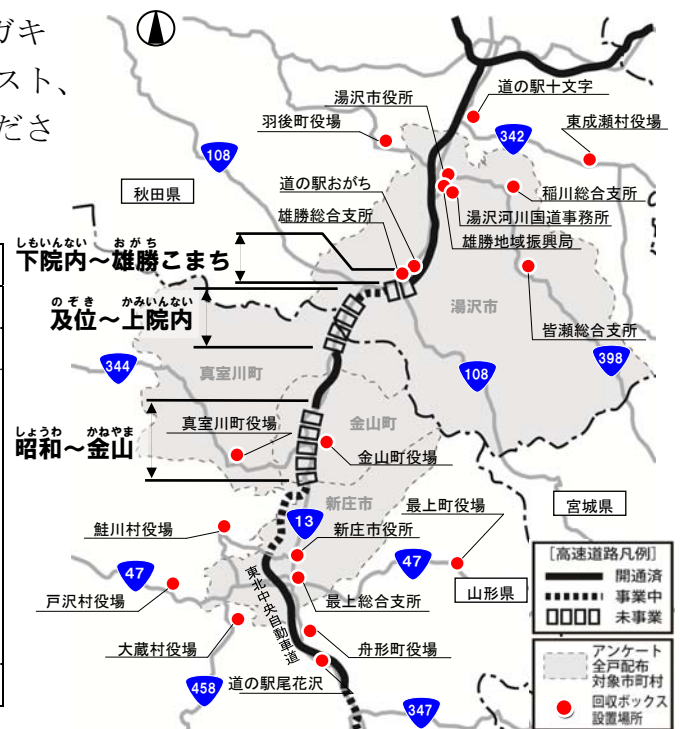 ガキ
スト、
ださ
道の駅十文字
湯沢市役所
羽後町役場
342
東成瀬村役場
108
秋田県
道の駅おがち
稲川総合支所
雄勝総合支所
湯沢河川国道事務所
雄勝地域振興局
しもいんない おがち
下院内～雄勝こまち
のぞき かみいんない
及位～上院内
湯沢市
皆瀬総合支所
344
真室川町
108
398
しょうわ かねやま
昭和～金山
真室川町役場
金山町
金山町役場
新庄市
宮城県
最上町役場
13
鮭川村役場
新庄市役所
47
47
東北中央自動車道
戸沢村役場
最上総合支所
山形県
大蔵村役場
舟形町役場
道の駅尾花沢
458
347
[高速道路凡例]
開通済
事業中
未事業
アンケート
全戸配布
対象市町村
回収ボックス
設置場所